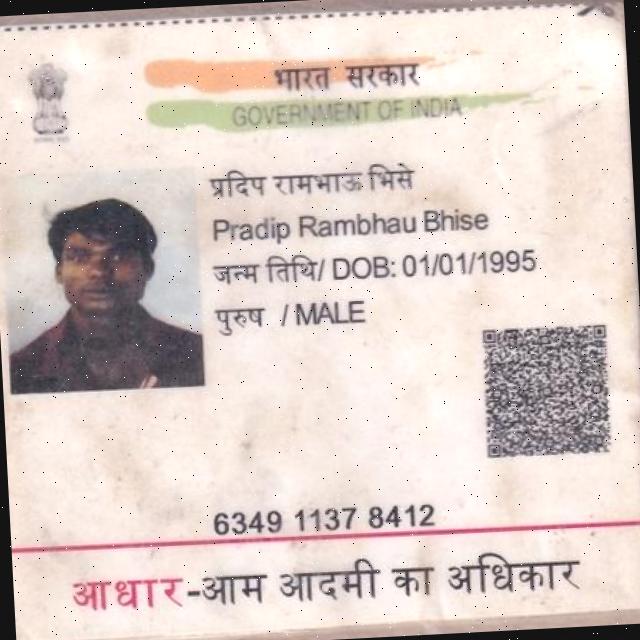 भारत सरकार
GOVERNMENT OF INDIA
प्रदिप रामभाऊ भिसे
Pradip Rambhau Bhise
जन्म तिथि/ DOB: 01/01/1995
पुरुष / MALE
6349 1137 8412
आधार-आम आदमी का अधिकार